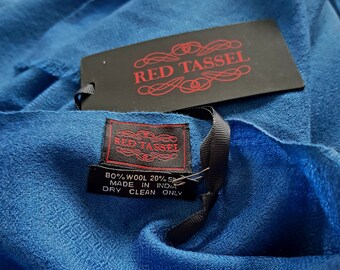 RED TASSEL
RED TASSEL
80% WOOL 20% S
MADE IN INDIA
DRY CLEAN ONLY